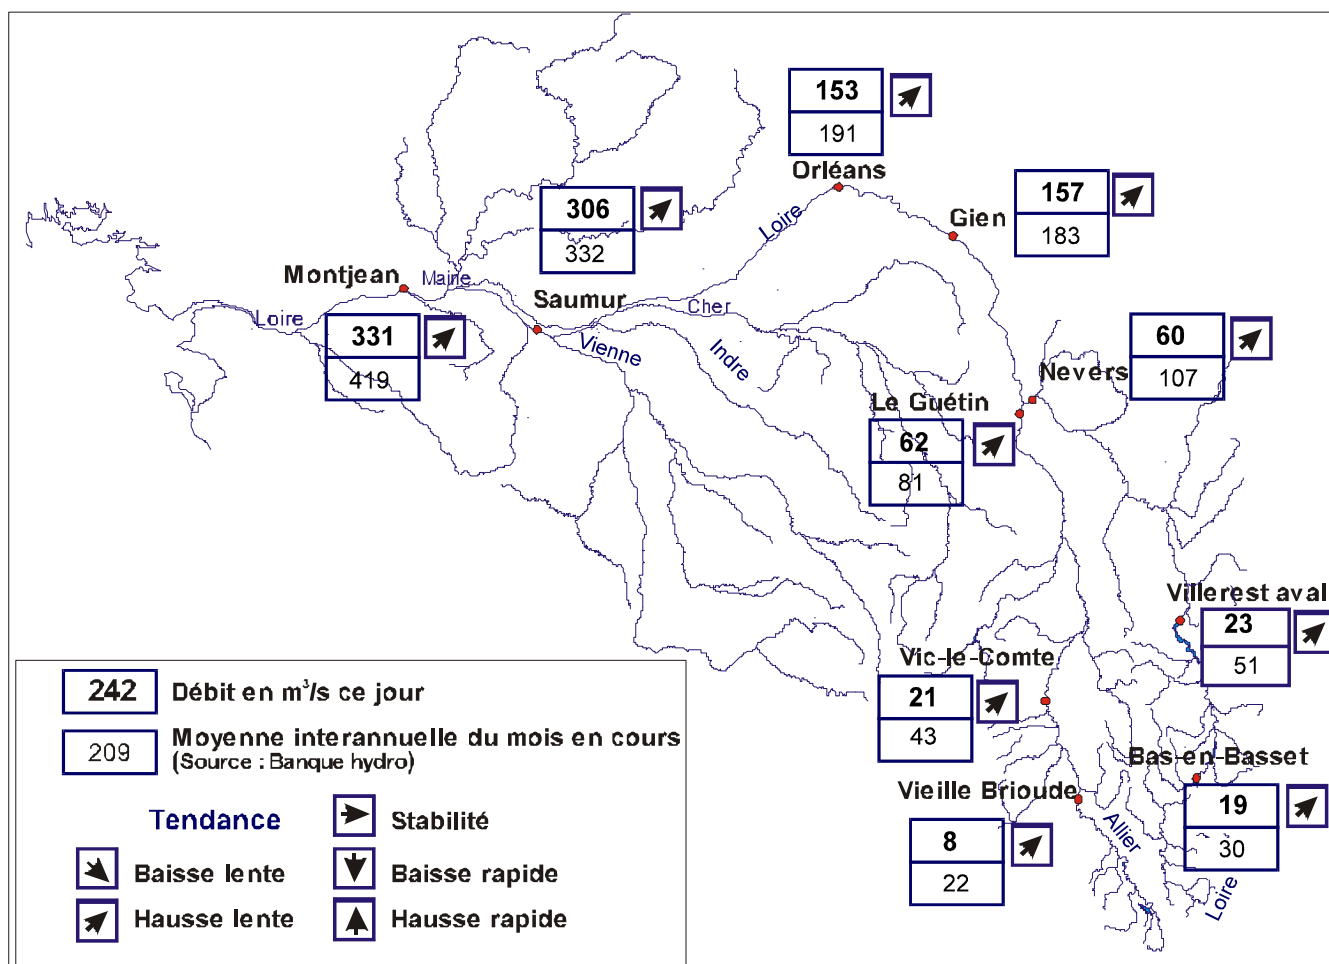 153
191
Orléans
306
332
Loire
157
183
Gien
Montjean
Maine
Saumur
Cher
Loire
331
419
Vienne
Indre
60
107
Nevers
Le Guétin
62
81
Villerest aval
23
51
Vic-le-Comte
21
43
Bas-en-Basset
19
30
Vieille Brioude
8
22
Allier
Loire
242 Débit en m³/s ce jour
209 Moyenne interannuelle du mois en cours
(Source : Banque hydro)
Tendance
Stabilité
Baisse lente
Baisse rapide
Hausse lente
Hausse rapide